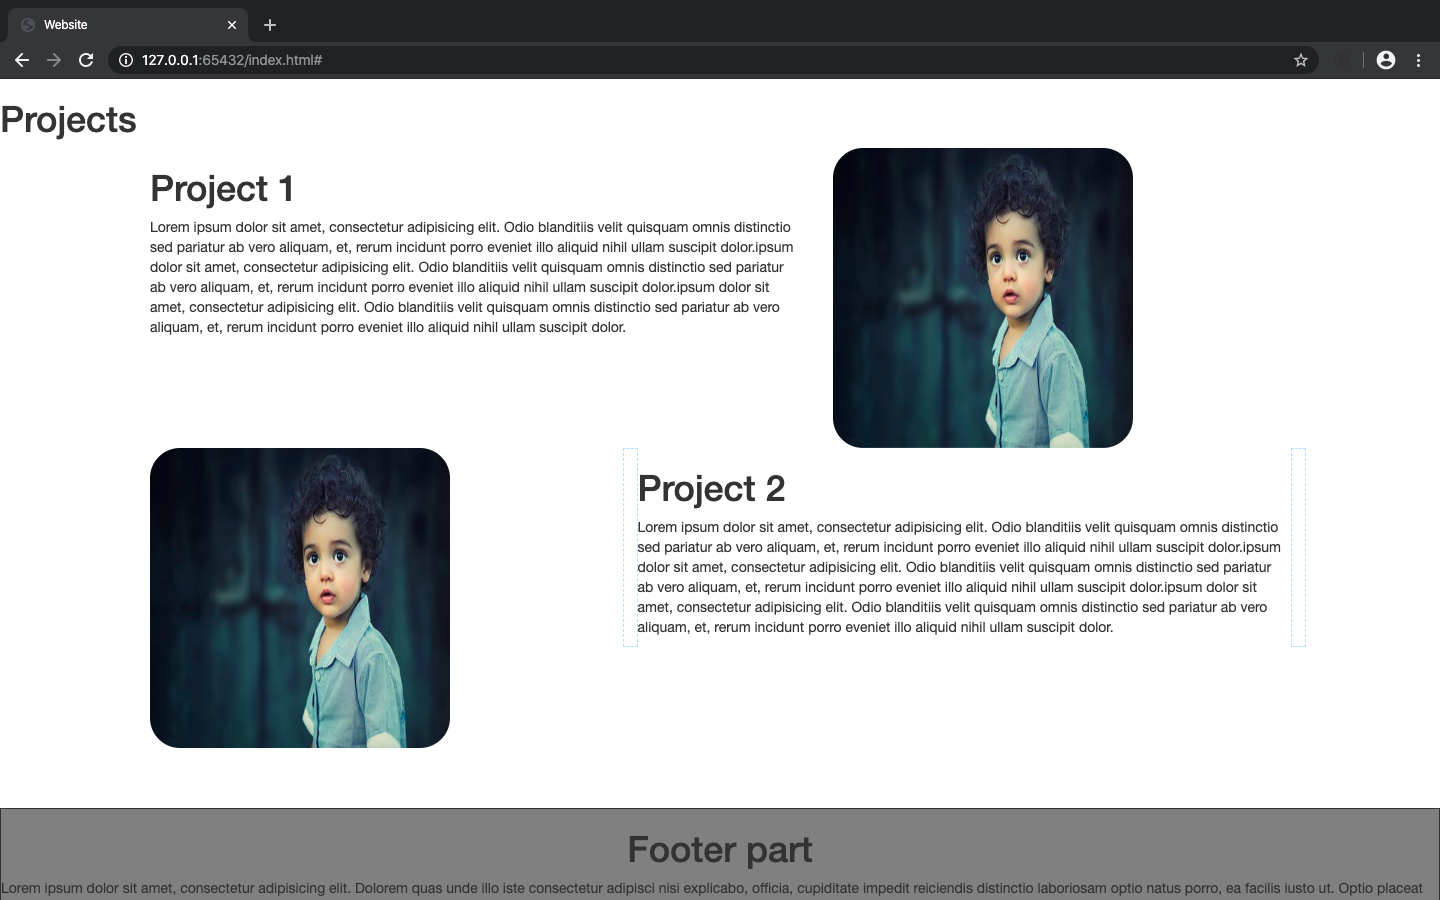 Website
127.0.0.1:65432/index.html#
Projects
Project 1
Lorem ipsum dolor sit amet, consectetur adipisicing elit. Odio blanditiis velit quisquam omnis distinctio
sed pariatur ab vero aliquam, et, rerum incidunt porro eveniet illo aliquid nihil ullam suscipit dolor.ipsum
dolor sit amet, consectetur adipisicing elit. Odio blanditiis velit quisquam omnis distinctio sed pariatur
ab vero aliquam, et, rerum incidunt porro eveniet illo aliquid nihil ullam suscipit dolor.ipsum dolor sit
amet, consectetur adipisicing elit. Odio blanditiis velit quisquam omnis distinctio sed pariatur ab vero
aliquam, et, rerum incidunt porro eveniet illo aliquid nihil ullam suscipit dolor.
Project 2
Lorem ipsum dolor sit amet, consectetur adipisicing elit. Odio blanditiis velit quisquam omnis distinctio
sed pariatur ab vero aliquam, et, rerum incidunt porro eveniet illo aliquid nihil ullam suscipit dolor.ipsum
dolor sit amet, consectetur adipisicing elit. Odio blanditiis velit quisquam omnis distinctio sed pariatur
ab vero aliquam, et, rerum incidunt porro eveniet illo aliquid nihil ullam suscipit dolor.ipsum dolor sit
amet, consectetur adipisicing elit. Odio blanditiis velit quisquam omnis distinctio sed pariatur ab vero
aliquam, et, rerum incidunt porro eveniet illo aliquid nihil ullam suscipit dolor.
Footer part
Lorem ipsum dolor sit amet, consectetur adipisicing elit. Dolorem quas unde illo iste consectetur adipisci nisi explicabo, officia, cupiditate impedit reiciendis distinctio laboriosam optio natus porro, ea facilis iusto ut. Optio placeat